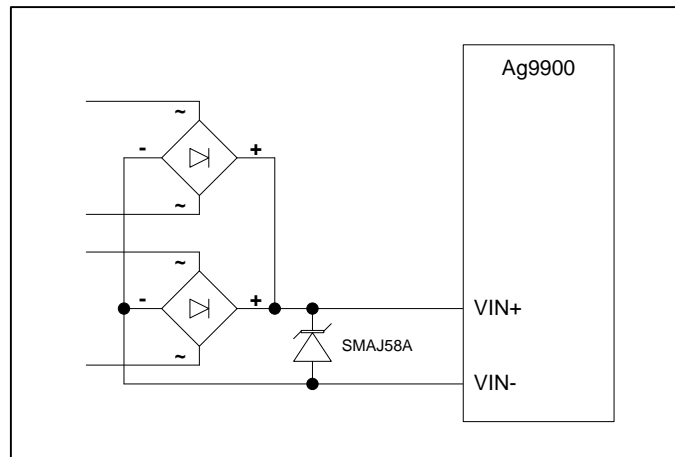 Ag9900
~
- +
~
~
- +
VIN+
SMAJ58A
~
VIN-